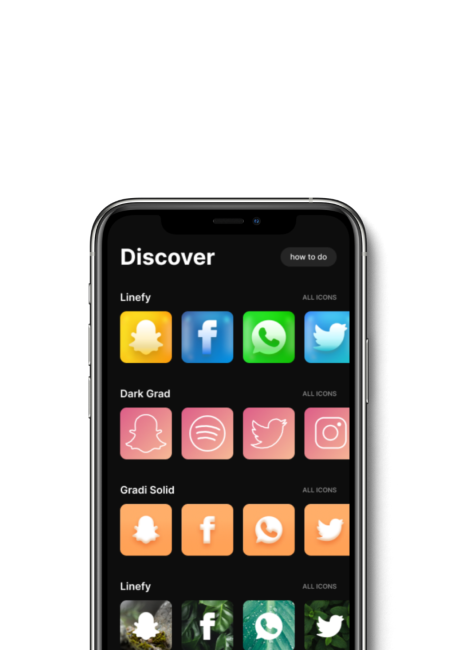 Discover
how to do
Linefy
ALL ICONS
Dark Grad
ALL ICONS
Gradi Solid
ALL ICONS
Linefy
ALL ICONS